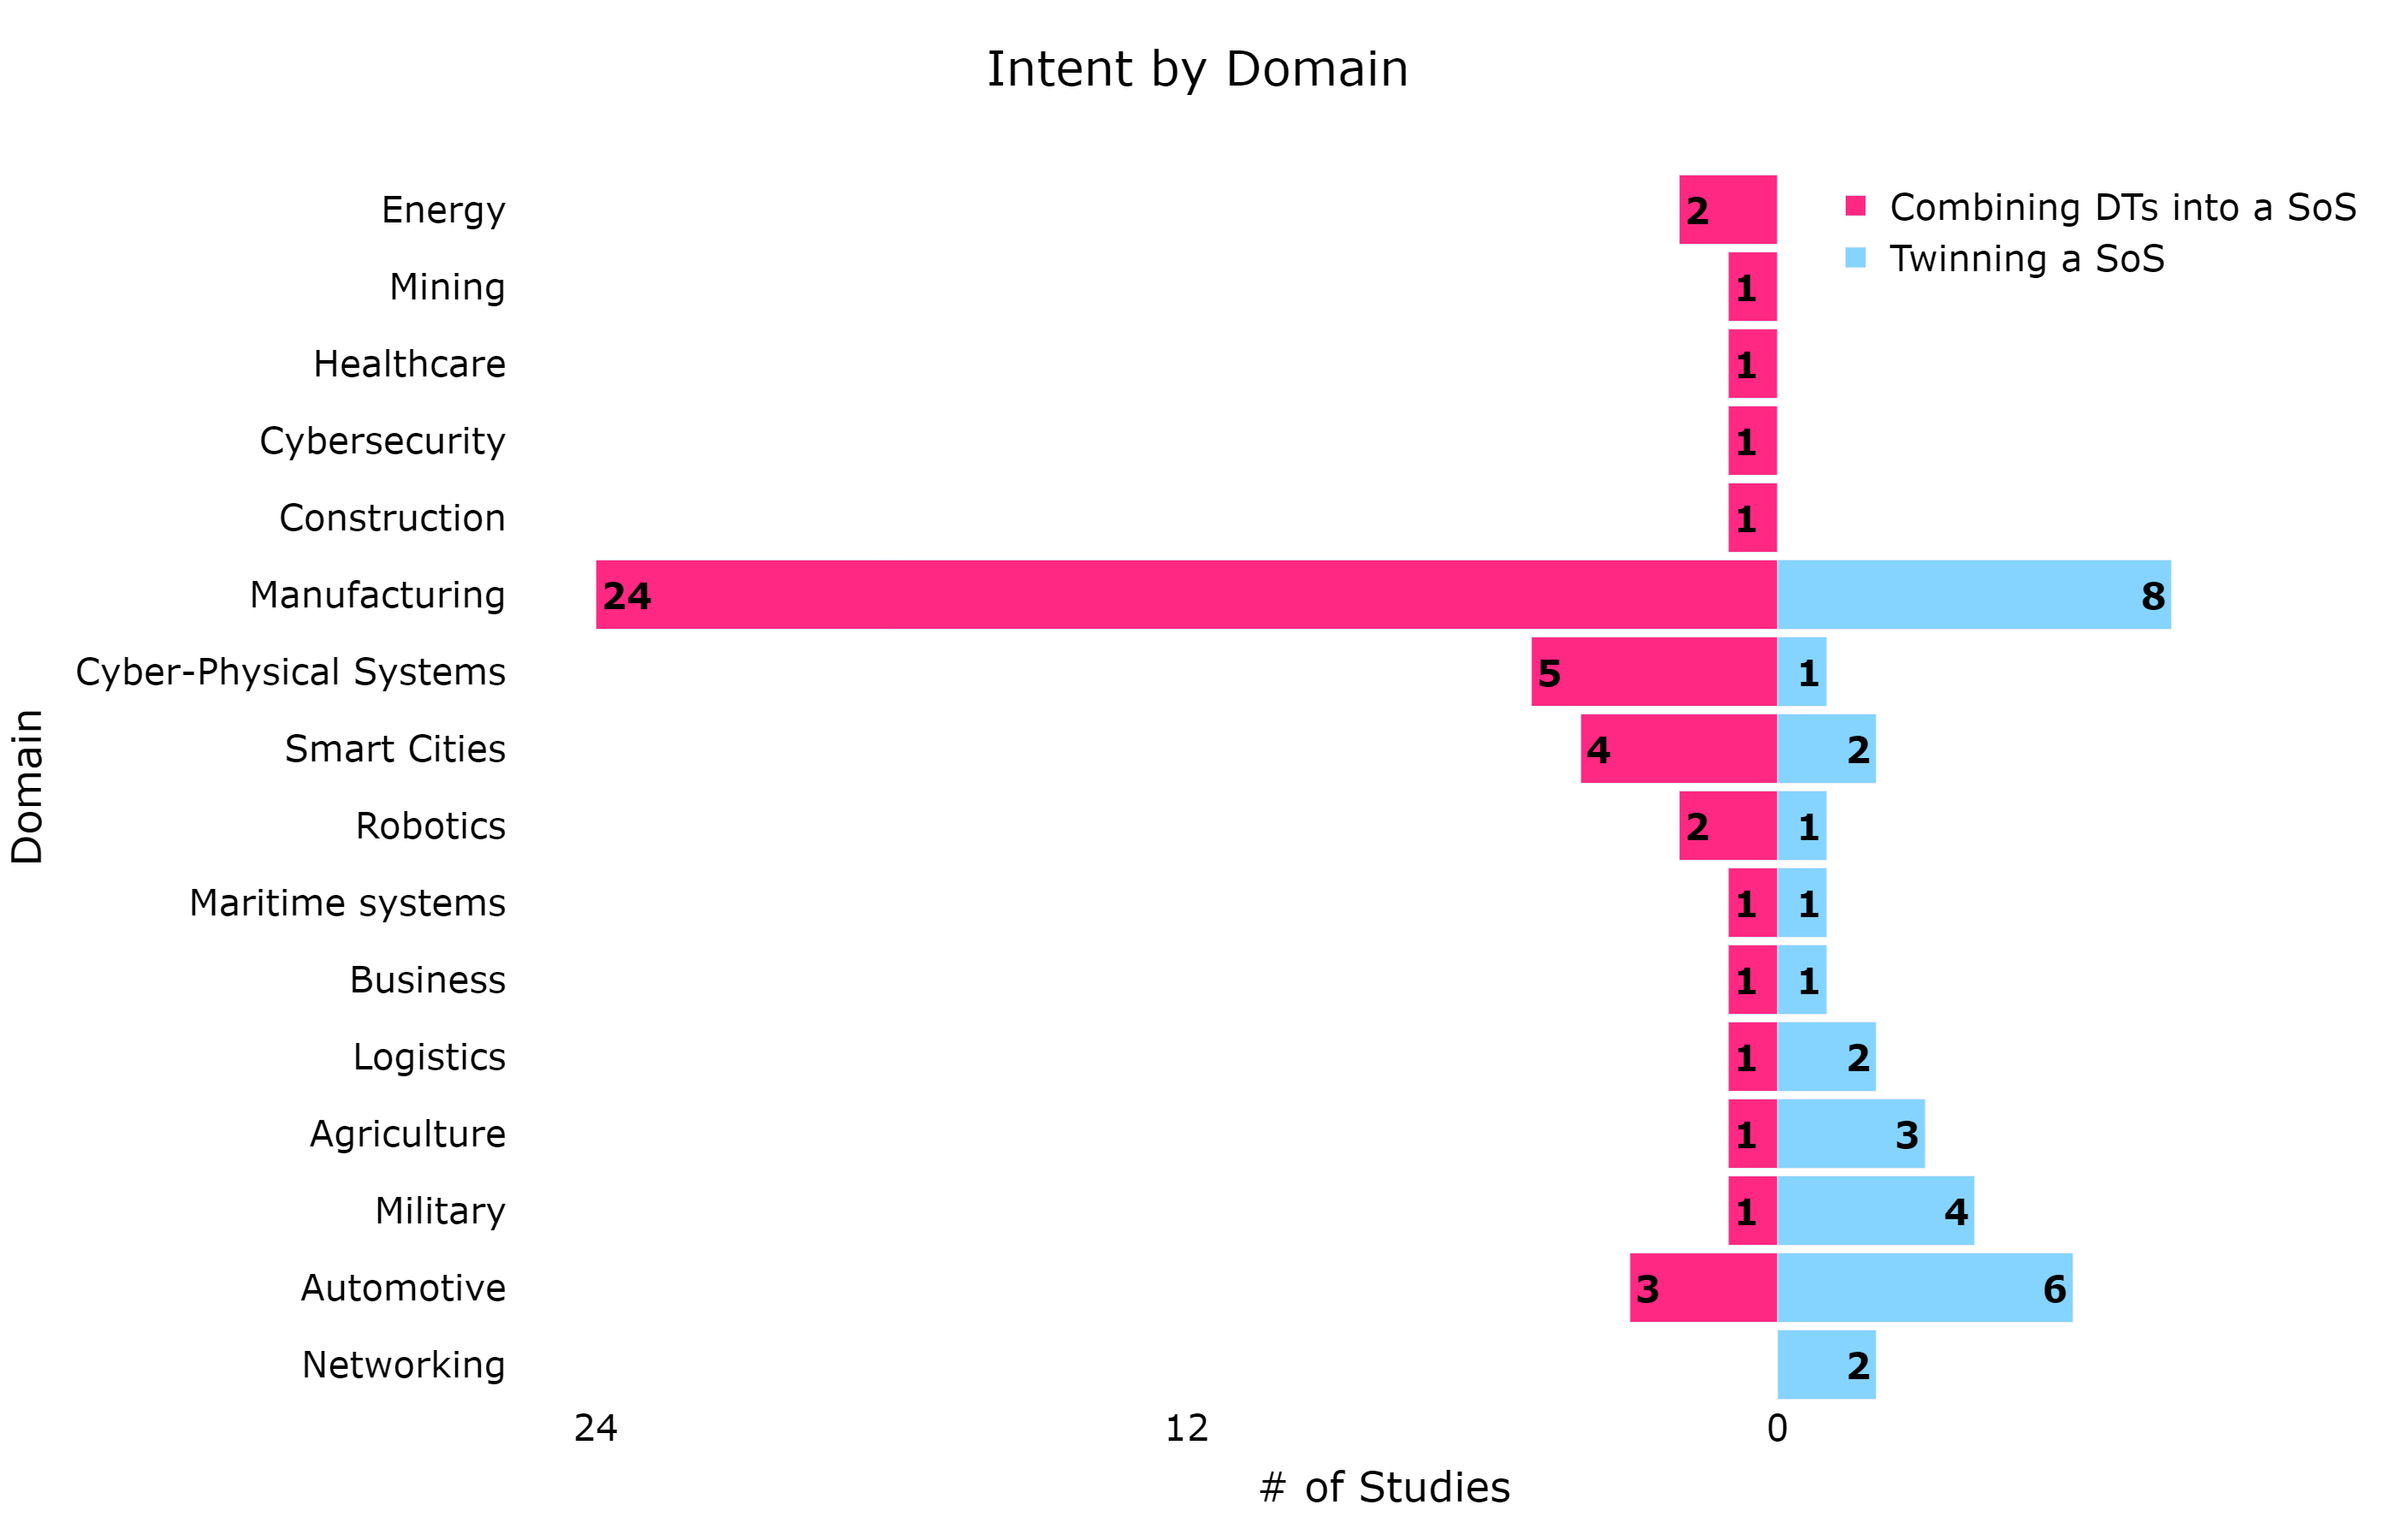 Intent by Domain
Combining DTs into a SoS
Twinning a SoS
Domain
Energy 2
Mining 1
Healthcare 1
Cybersecurity 1
Construction 1
Manufacturing 24 8
Cyber-Physical Systems 5 1
Smart Cities 4 2
Robotics 2 1
Maritime systems 1 1
Business 1 1
Logistics 1 2
Agriculture 1 3
Military 1 4
Automotive 3 6
Networking 2
24 12 0
# of Studies